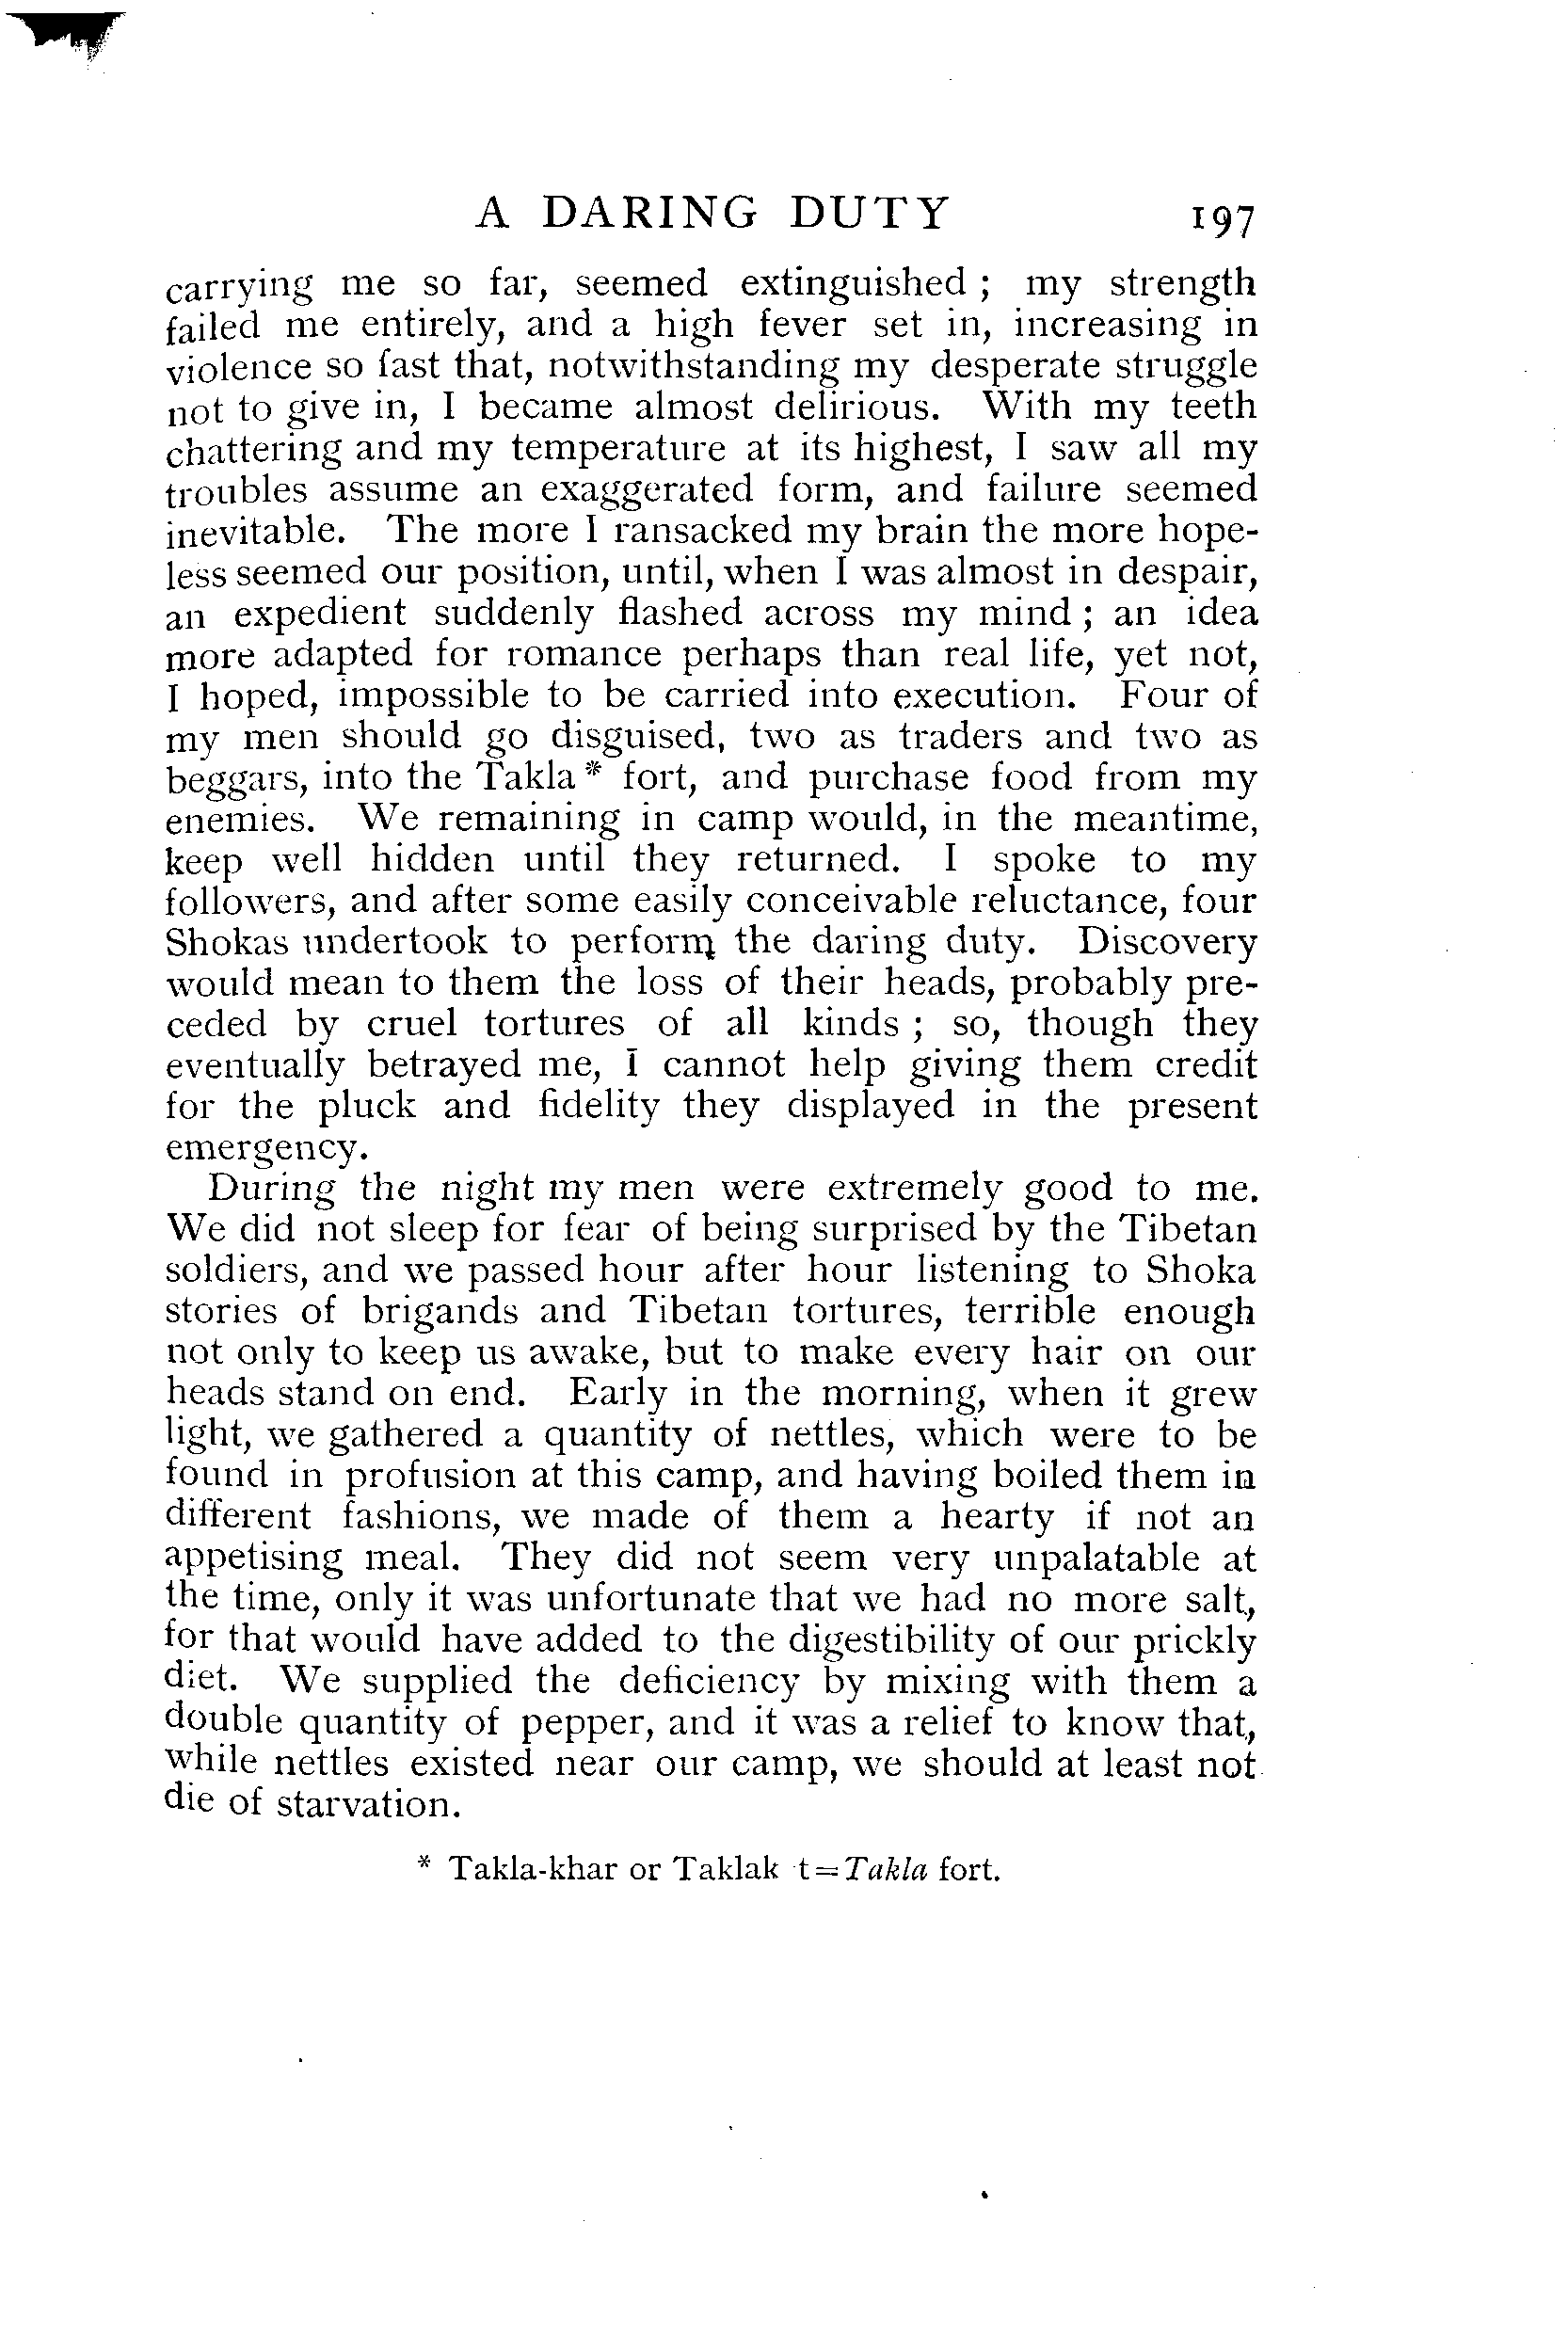 A DARING DUTY 197
carrying me so far, seemed extinguished ; my strength
failed me entirely, and a high fever set in, increasing in
violence so fast that, notwithstanding my desperate struggle
not to give in, I became almost delirious. With my teeth
chattering and my temperature at its highest, I saw all my
troubles assume an exaggerated form, and failure seemed
inevitable. The more I ransacked my brain the more hope-
less seemed our position, until, when I was almost in despair,
an expedient suddenly flashed across my mind ; an idea
more adapted for romance perhaps than real life, yet not,
I hoped, impossible to be carried into execution. Four of
my men should go disguised, two as traders and two as
beggars, into the Takla * fort, and purchase food from my
enemies. We remaining in camp would, in the meantime,
keep well hidden until they returned. I spoke to my
followers, and after some easily conceivable reluctance, four
Shokas undertook to perform the daring duty. Discovery
would mean to them the loss of their heads, probably pre-
ceded by cruel tortures of all kinds ; so, though they
eventually betrayed me, I cannot help giving them credit
for the pluck and fidelity they displayed in the present
emergency.
During the night my men were extremely good to me.
We did not sleep for fear of being surprised by the Tibetan
soldiers, and we passed hour after hour listening to Shoka
stories of brigands and Tibetan tortures, terrible enough
not only to keep us awake, but to make every hair on our
heads stand on end. Early in the morning, when it grew
light, we gathered a quantity of nettles, which were to be
found in profusion at this camp, and having boiled them in
different fashions, we made of them a hearty if not an
appetising meal. They did not seem very unpalatable at
the time, only it was unfortunate that we had no more salt,
for that would have added to the digestibility of our prickly
diet. We supplied the deficiency by mixing with them a
double quantity of pepper, and it was a relief to know that,
while nettles existed near our camp, we should at least not
die of starvation.
* Takla-khar or Taklak t=Takla fort.